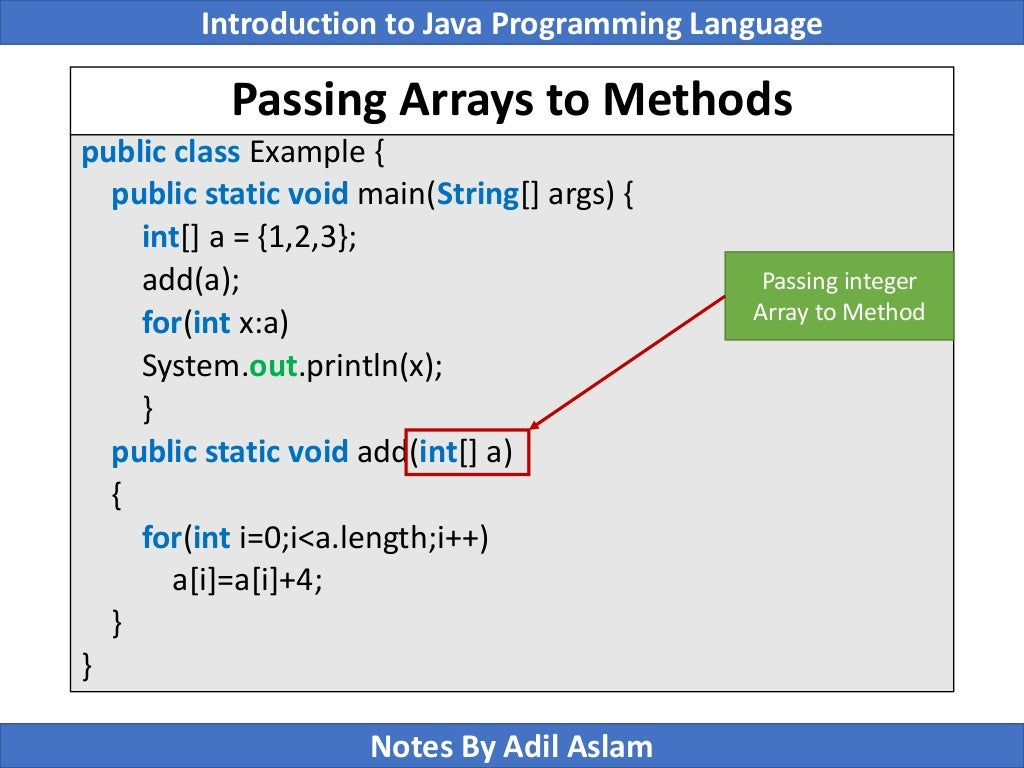 Introduction to Java Programming Language
Passing Arrays to Methods
public class Example {
public static void main(String[] args) {
int[] a = {1,2,3};
add(a);
for(int x:a)
System.out.println(x);
}
public static void add(int[] a)
{
for(int i=0;i<a.length;i++)
a[i]=a[i]+4;
}
}
Passing integer
Array to Method
Notes By Adil Aslam